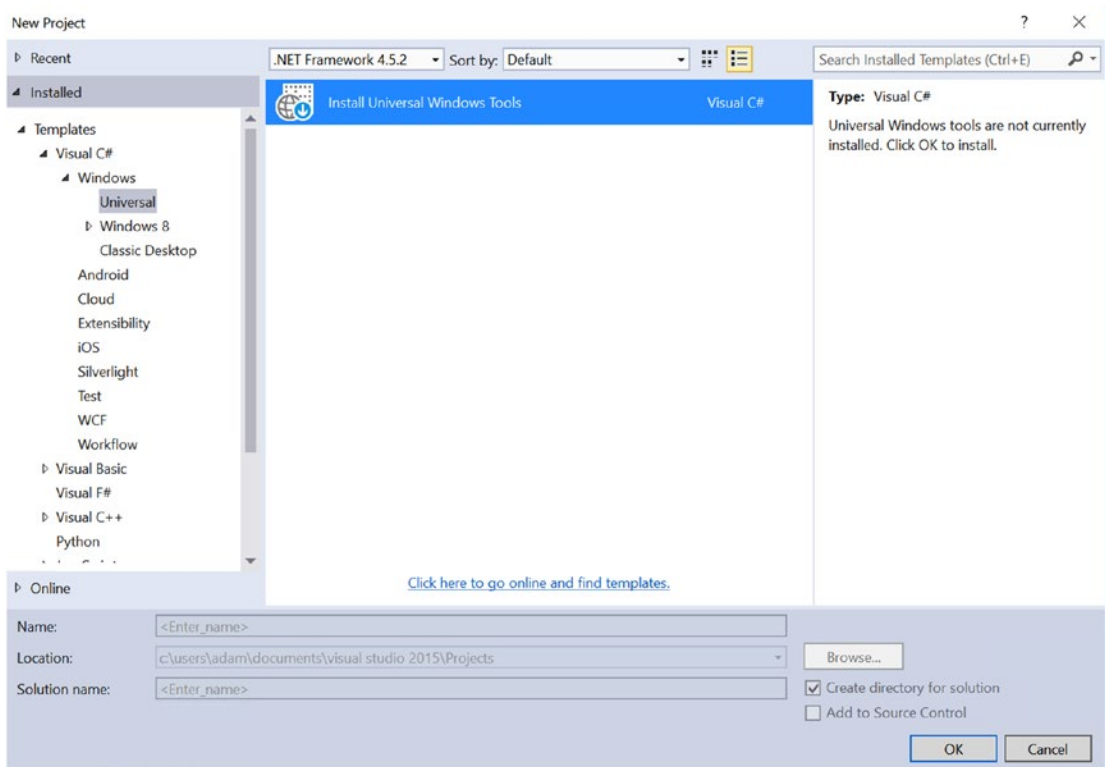 New Project
?
Recent
.NET Framework 4.5.2
Sort by: Default
Search Installed Templates (Ctrl+E)
Installed
Templates
Visual C#
Windows
Universal
Windows 8
Classic Desktop
Android
Cloud
Extensibility
iOS
Silverlight
Test
WCF
Workflow
Visual Basic
Visual F#
Visual C++
Python
Install Universal Windows Tools
Visual C#
Type: Visual C#
Universal Windows tools are not currently
installed. Click OK to install.
Online
Click here to go online and find templates.
Name:
<Enter_name>
Location:
c:\users\adam\documents\visual studio 2015\Projects
Browse...
Solution name:
<Enter_name>
Create directory for solution
Add to Source Control
OK
Cancel